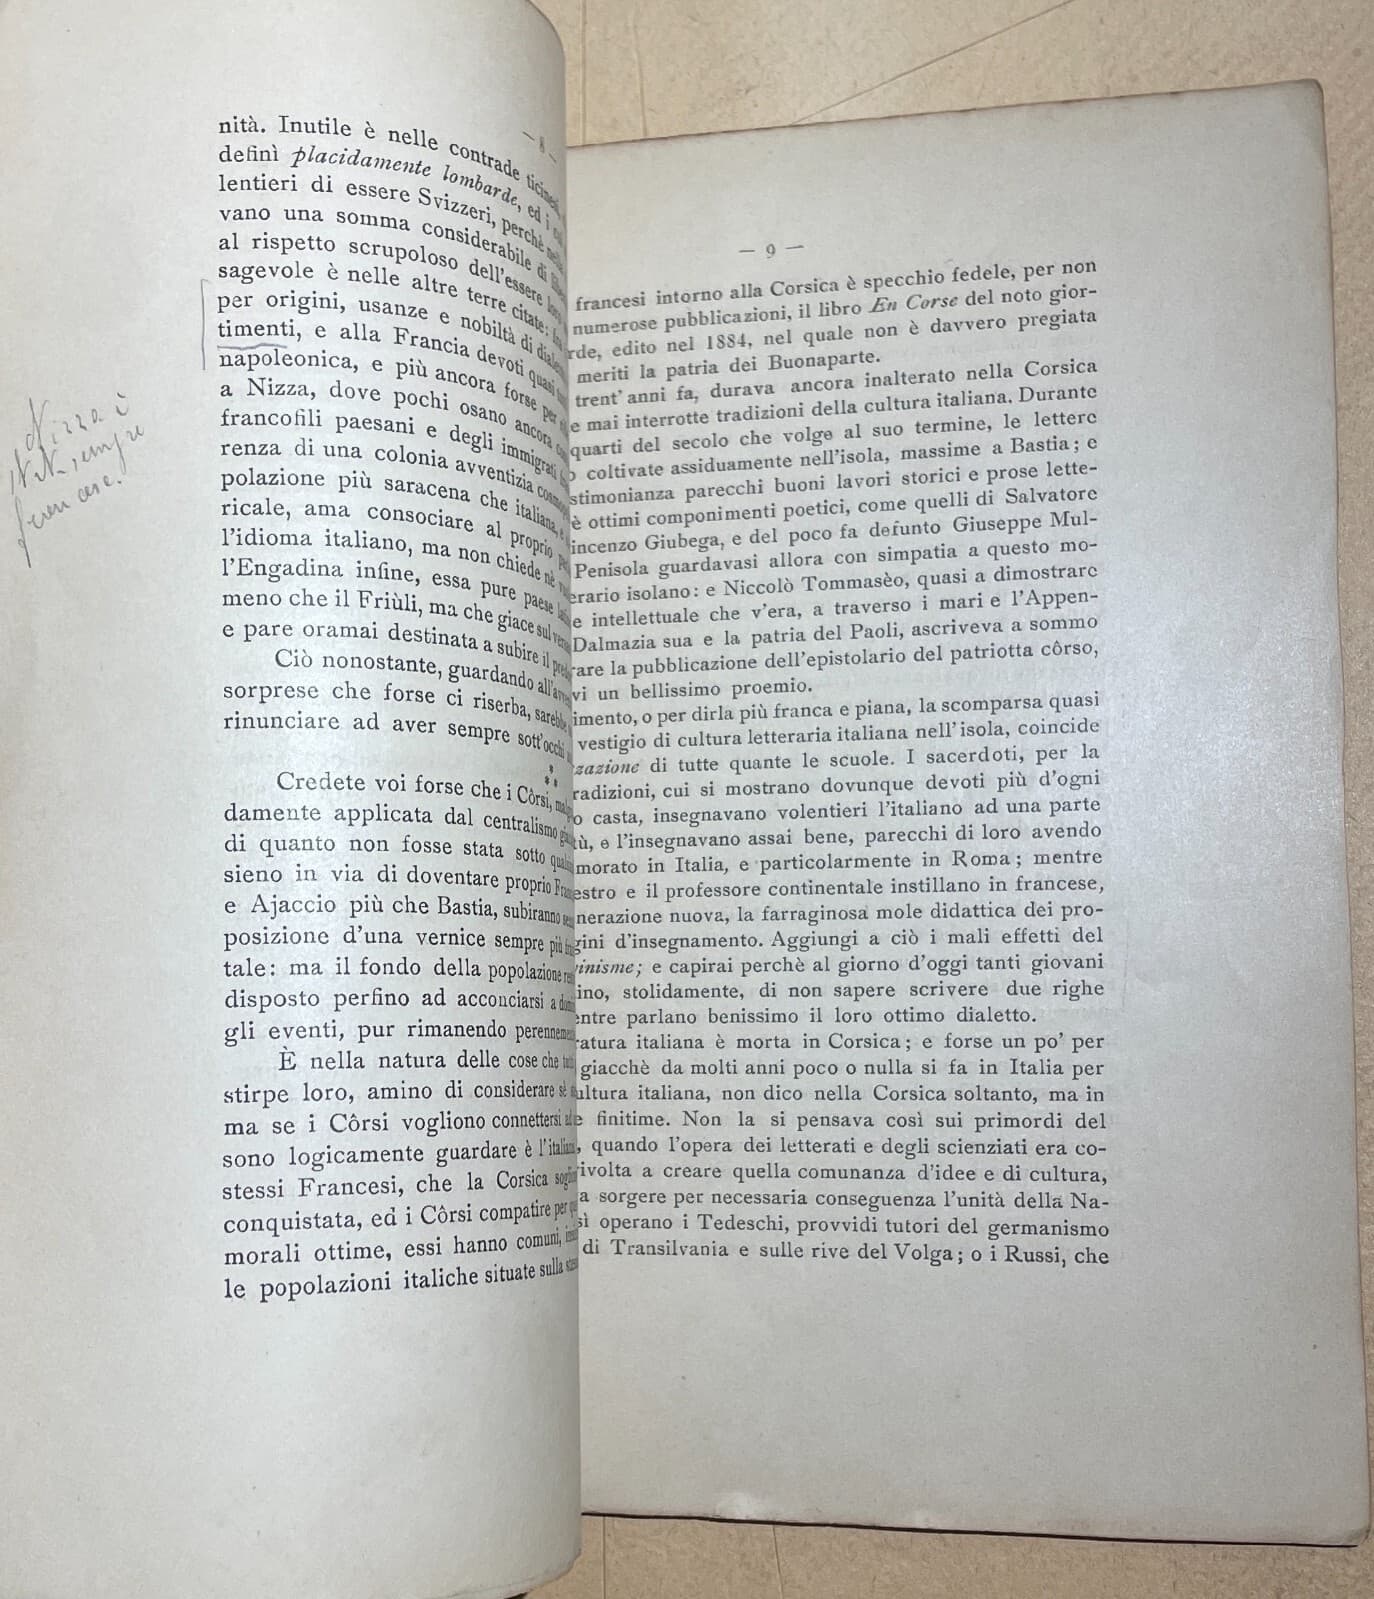 — 8 —
nità. Inutile è nelle contrade
definì placidamente lombarde, ed i
lentieri di essere Svizzeri, perchè
vano una somma considerabile di
al rispetto scrupoloso dell'essere
sagevole è nelle altre terre citate:
per origini, usanze e nobiltà di
timenti, e alla Francia devoti quasi
napoleonica, e più ancora forse per
a Nizza, dove pochi osano ancora
francofili paesani e degli immigrati
renza di una colonia avventizia
polazione più saracena che italiana,
ricale, ama consociare al proprio
l'idioma italiano, ma non chiede nè
l'Engadina infine, essa pure paese
meno che il Friùli, ma che giace sul
e pare oramai destinata a subire il
Ciò nonostante, guardando
sorprese che forse ci riserba,
rinunciare ad aver sempre sott'occhi
* * *
Credete voi forse che i Côrsi,
damente applicata dal centralismo
di quanto non fosse stata sotto
sieno in via di doventare proprio
e Ajaccio più che Bastia, subiranno
posizione d'una vernice sempre più
tale: ma il fondo della popolazione
disposto perfino ad acconciarsi a
gli eventi, pur rimanendo
È nella natura delle cose che
stirpe loro, amino di considerare sè
ma se i Côrsi vogliono connettersi
sono logicamente guardare è
stessi Francesi, che la Corsica
conquistata, ed i Côrsi compatire per
morali ottime, essi hanno comuni,
le popolazioni italiche situate sulla
Nizza è
sempre
francese.
— 9 —
francesi intorno alla Corsica è specchio fedele, per non
numerose pubblicazioni, il libro En Corse del noto gior-
rde, edito nel 1884, nel quale non è davvero pregiata
meriti la patria dei Buonaparte.
trent' anni fa, durava ancora inalterato nella Corsica
e mai interrotte tradizioni della cultura italiana. Durante
quarti del secolo che volge al suo termine, le lettere
o coltivate assiduamente nell'isola, massime a Bastia; e
stimonianza parecchi buoni lavori storici e prose lette-
è ottimi componimenti poetici, come quelli di Salvatore
incenzo Giubega, e del poco fa defunto Giuseppe Mul-
Penisola guardavasi allora con simpatia a questo mo-
erario isolano: e Niccolò Tommasèo, quasi a dimostrare
e intellettuale che v'era, a traverso i mari e l'Appen-
Dalmazia sua e la patria del Paoli, ascriveva a sommo
rare la pubblicazione dell'epistolario del patriotta côrso,
vi un bellissimo proemio.
imento, o per dirla più franca e piana, la scomparsa quasi
vestigio di cultura letteraria italiana nell'isola, coincide
zazione di tutte quante le scuole. I sacerdoti, per la
radizioni, cui si mostrano dovunque devoti più d'ogni
o casta, insegnavano volentieri l'italiano ad una parte
tù, e l'insegnavano assai bene, parecchi di loro avendo
morato in Italia, e particolarmente in Roma; mentre
estro e il professore continentale instillano in francese,
nerazione nuova, la farraginosa mole didattica dei pro-
gini d'insegnamento. Aggiungi a ciò i mali effetti del
vinisme; e capirai perchè al giorno d'oggi tanti giovani
ino, stolidamente, di non sapere scrivere due righe
entre parlano benissimo il loro ottimo dialetto.
ratura italiana è morta in Corsica; e forse un po' per
giacchè da molti anni poco o nulla si fa in Italia per
ultura italiana, non dico nella Corsica soltanto, ma in
e finitime. Non la si pensava così sui primordi del
, quando l'opera dei letterati e degli scienziati era co-
rivolta a creare quella comunanza d'idee e di cultura,
a sorgere per necessaria conseguenza l'unità della Na-
sì operano i Tedeschi, provvidi tutori del germanismo
di Transilvania e sulle rive del Volga; o i Russi, che